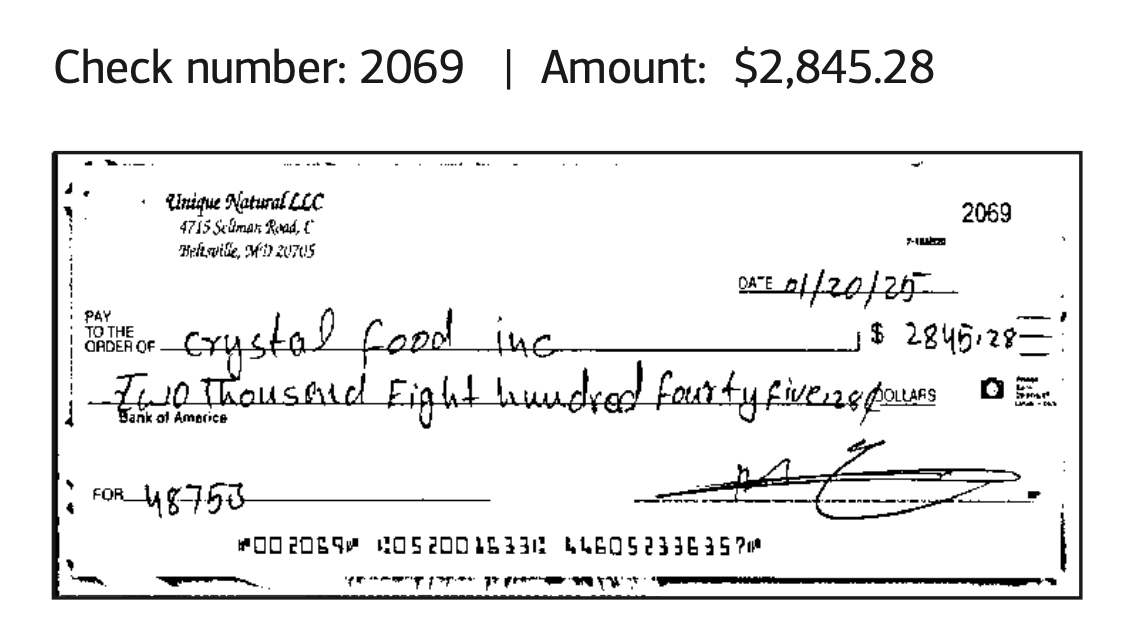 Check number: 2069 | Amount: $2,845.28
Unique Natural LLC
2069
4715 Sellman Road, C
Beltsville, MD 20705
DATE 01/20/25
PAY
TO THE
ORDER OF crystal food inc $ 2845.28
Two Thousand Eight hundred fourty five.28¢ DOLLARS
Bank of America
FOR 48753
⑈002069⑈ ⑆052001633⑆ 446052336357⑈